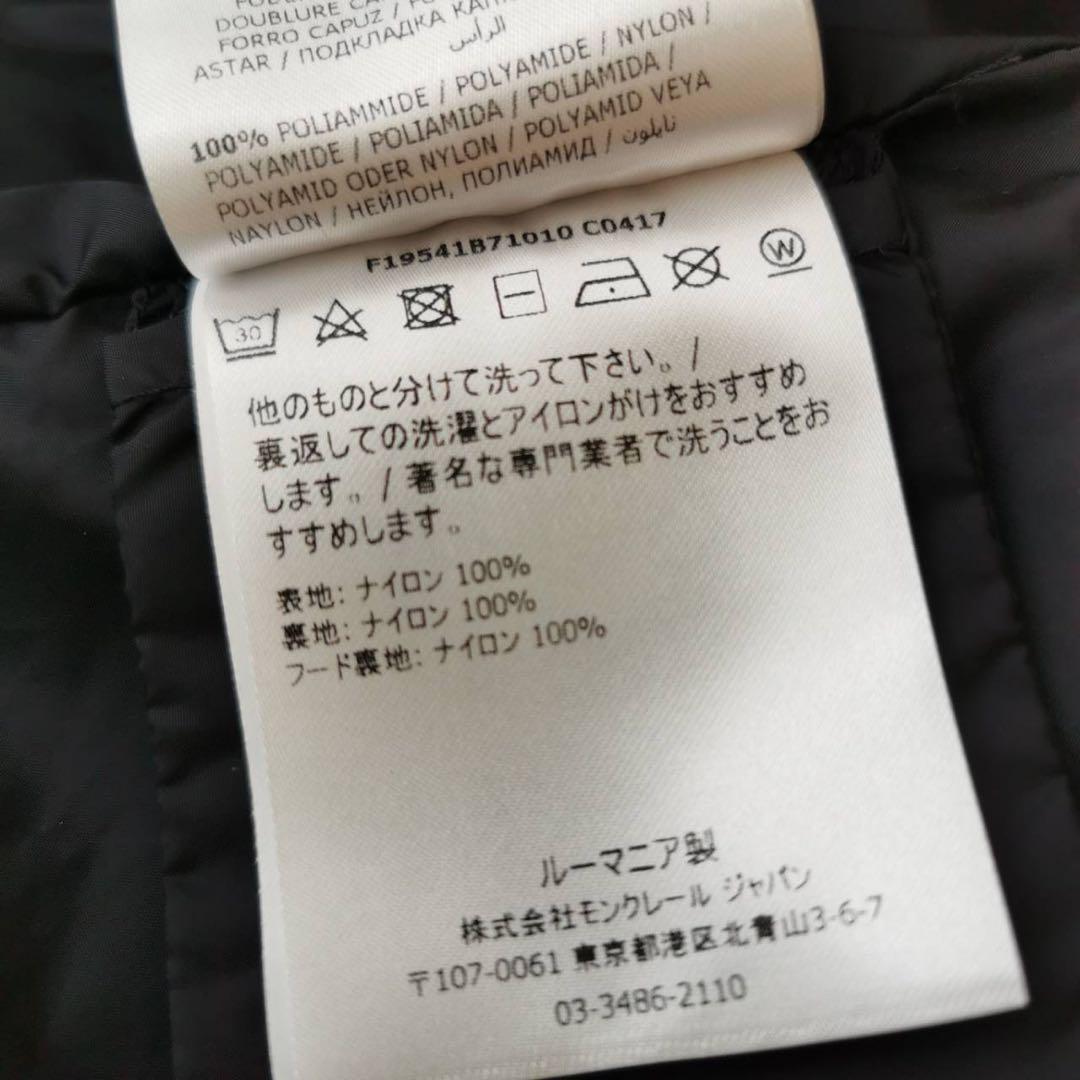 DOUBLURE
FORRO CAPUZ /
ASTAR / ПОДКЛАДКА
الرأس
100% POLIAMMIDE / POLYAMIDE / NYLON /
POLYAMIDE / POLIAMIDA / POLIAMIDA /
POLYAMID ODER NYLON / POLYAMID VEYA
NAYLON / НЕЙЛОН, ПОЛИАМИД / نايلون
F19541B71010 C0417
30
W
他のものと分けて洗って下さい。/
裏返しての洗濯とアイロンがけをおすすめ
します。/ 著名な専門業者で洗うことをお
すすめします。
表地: ナイロン 100%
裏地: ナイロン 100%
フード裏地: ナイロン 100%
ルーマニア製
株式会社モンクレール ジャパン
〒107-0061 東京都港区北青山3-6-7
03-3486-2110